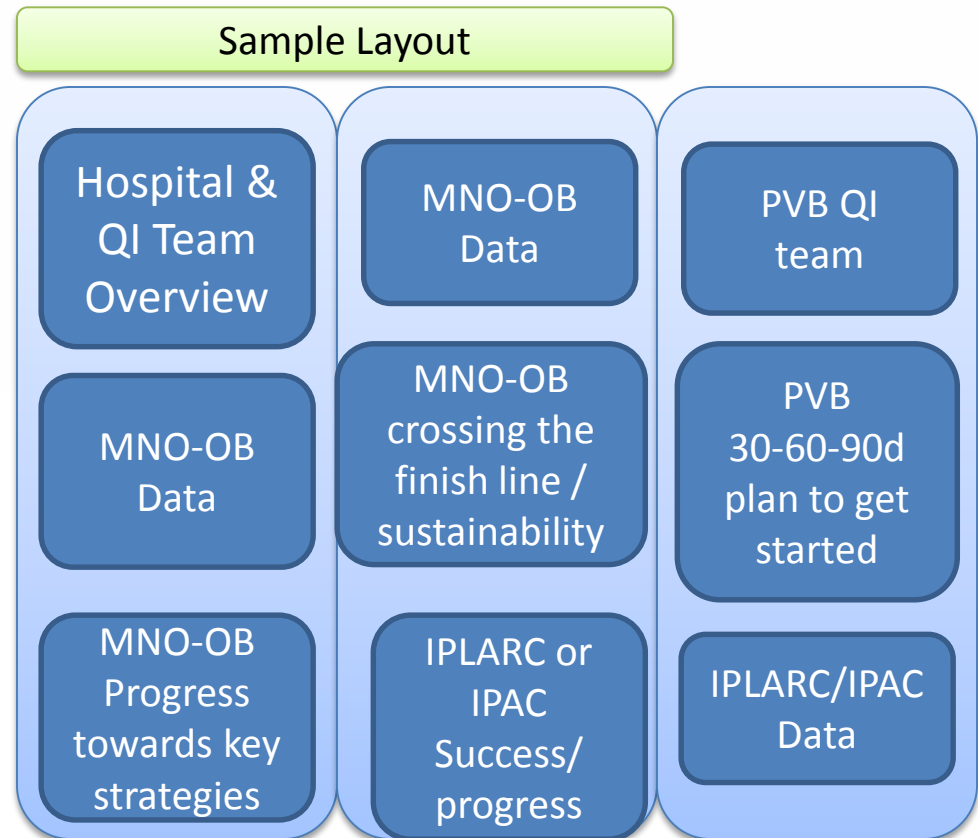 Sample Layout
Hospital &
QI Team
Overview
MNO-OB
Data
MNO-OB
Progress
towards key
strategies
MNO-OB
Data
MNO-OB
crossing the
finish line /
sustainability
IPLARC or
IPAC
Success/
progress
PVB QI
team
PVB
30-60-90d
plan to get
started
IPLARC/IPAC
Data